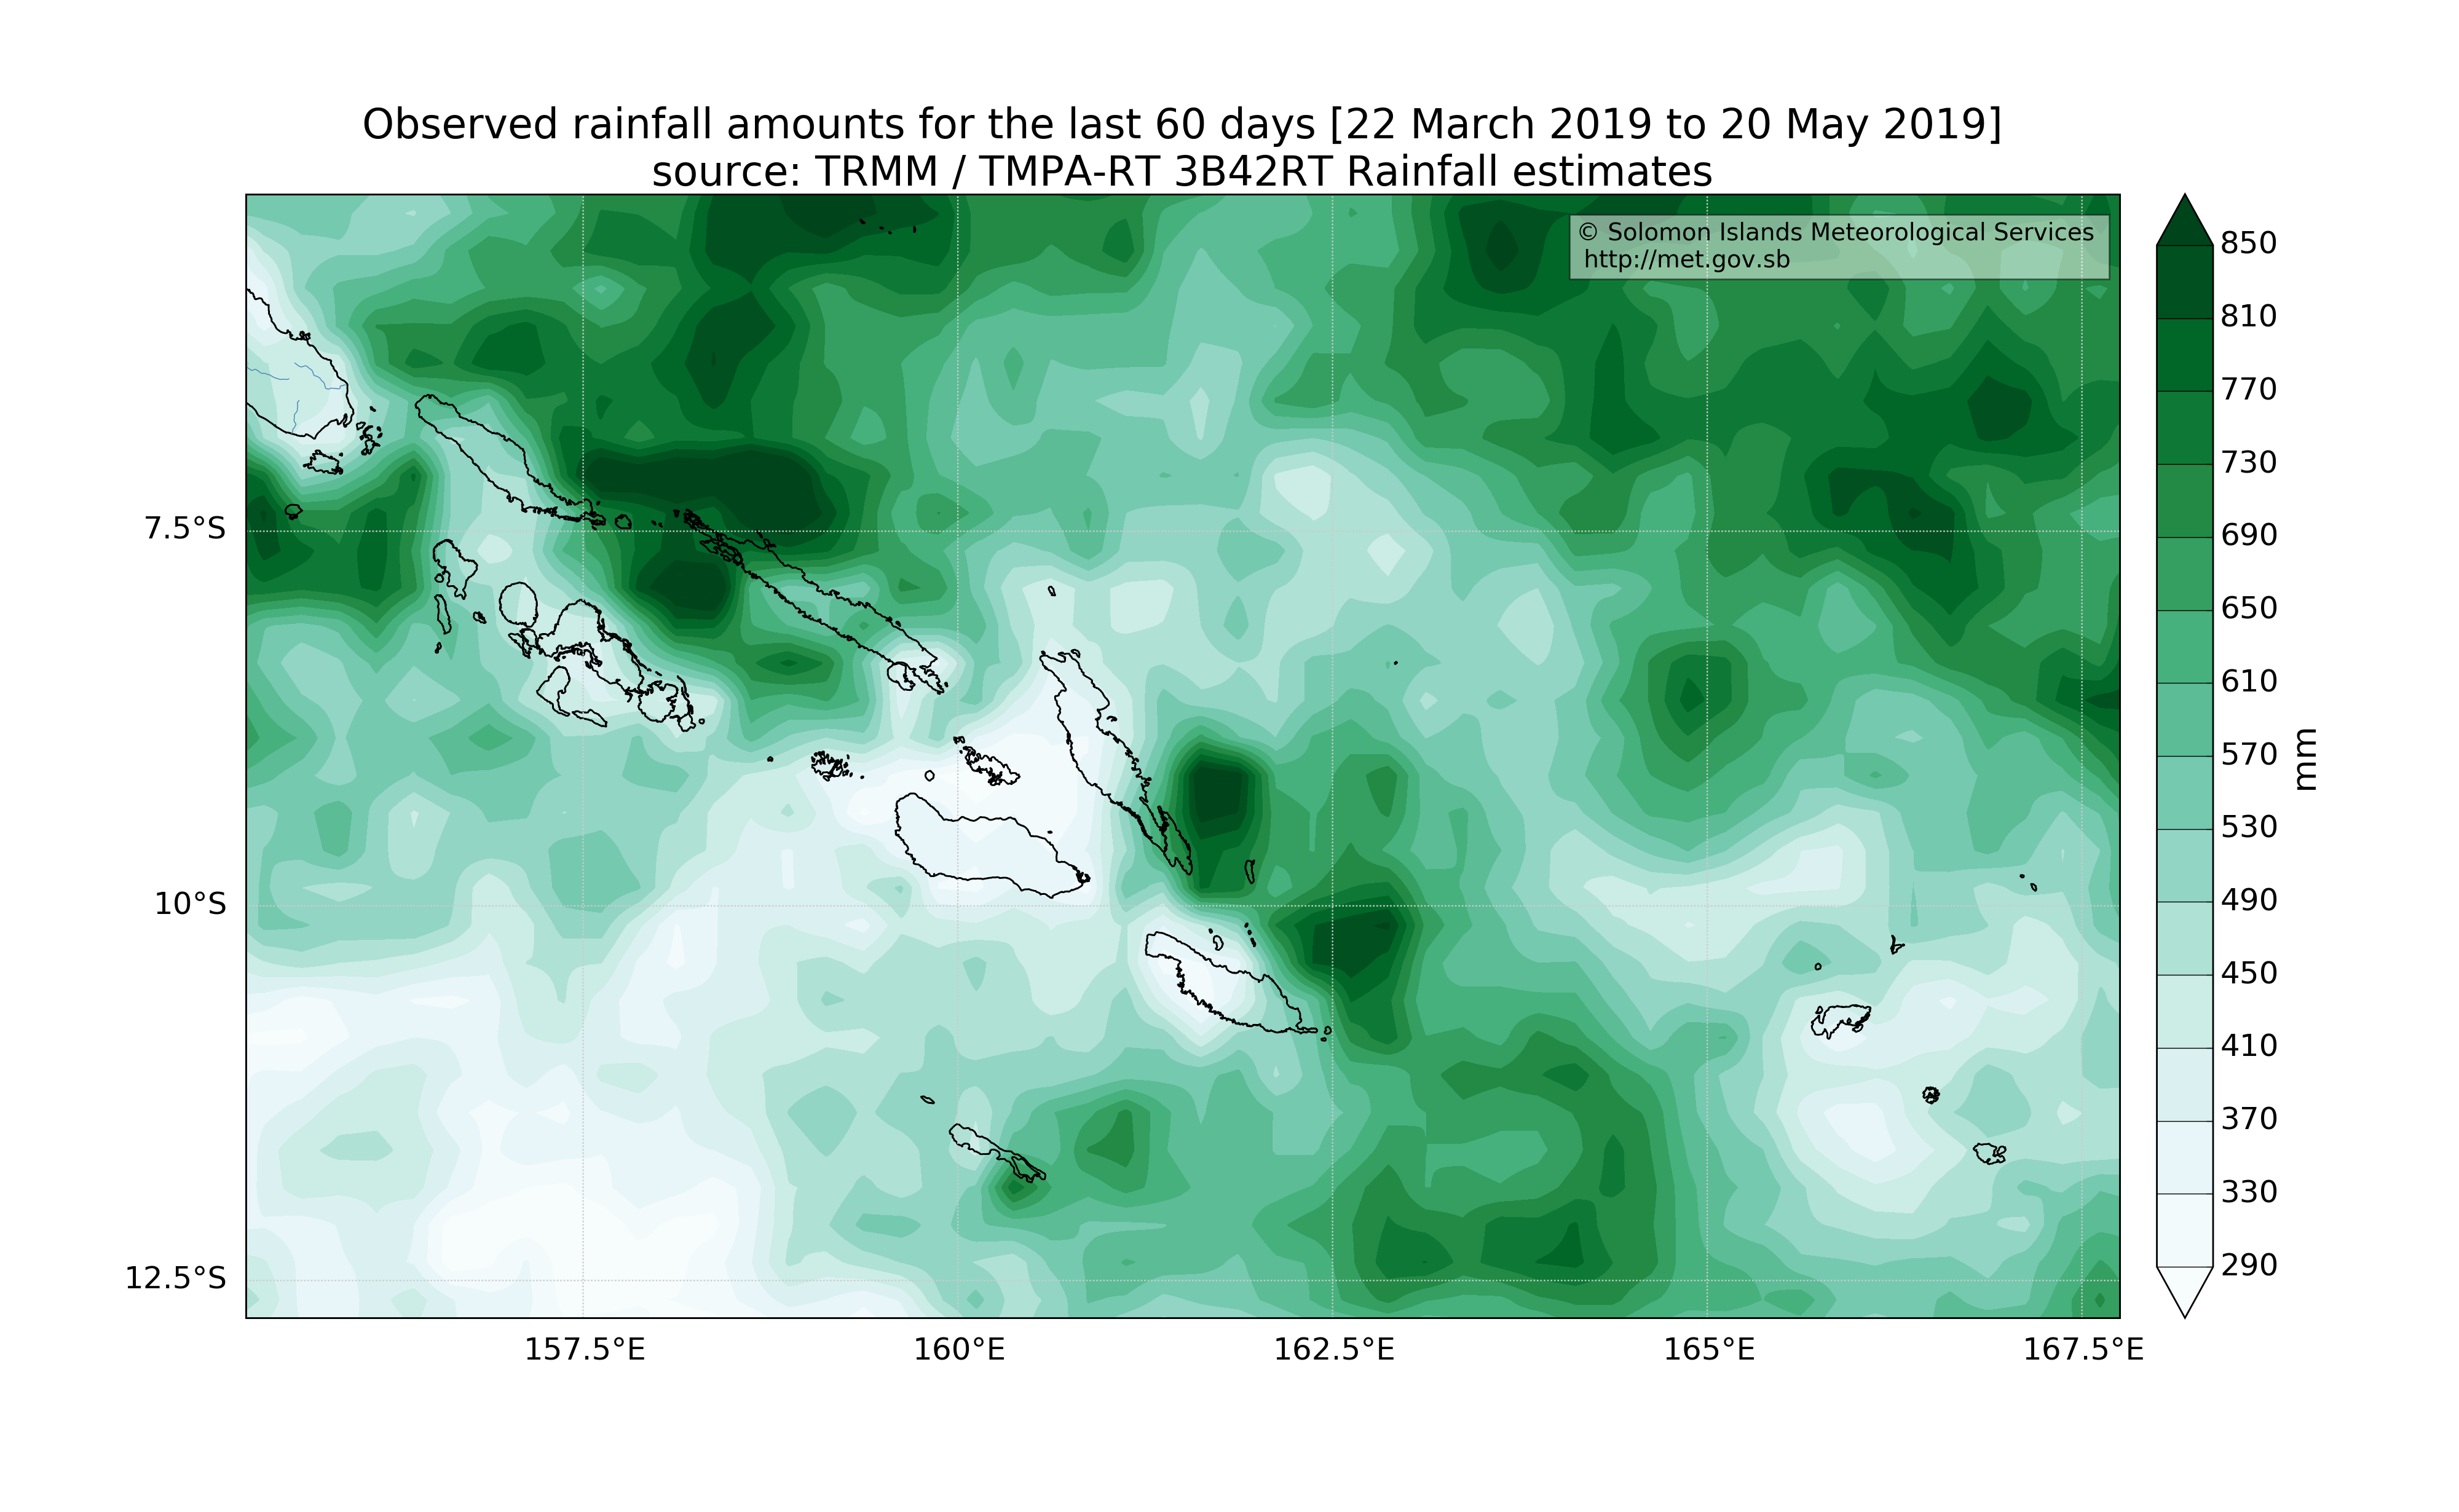 Observed rainfall amounts for the last 60 days [22 March 2019 to 20 May 2019]
source: TRMM / TMPA-RT 3B42RT Rainfall estimates
© Solomon Islands Meteorological Services
http://met.gov.sb
850
810
770
730
690
650
610
570
530
490
450
410
370
330
290
mm
7.5°S
10°S
12.5°S
157.5°E
160°E
162.5°E
165°E
167.5°E